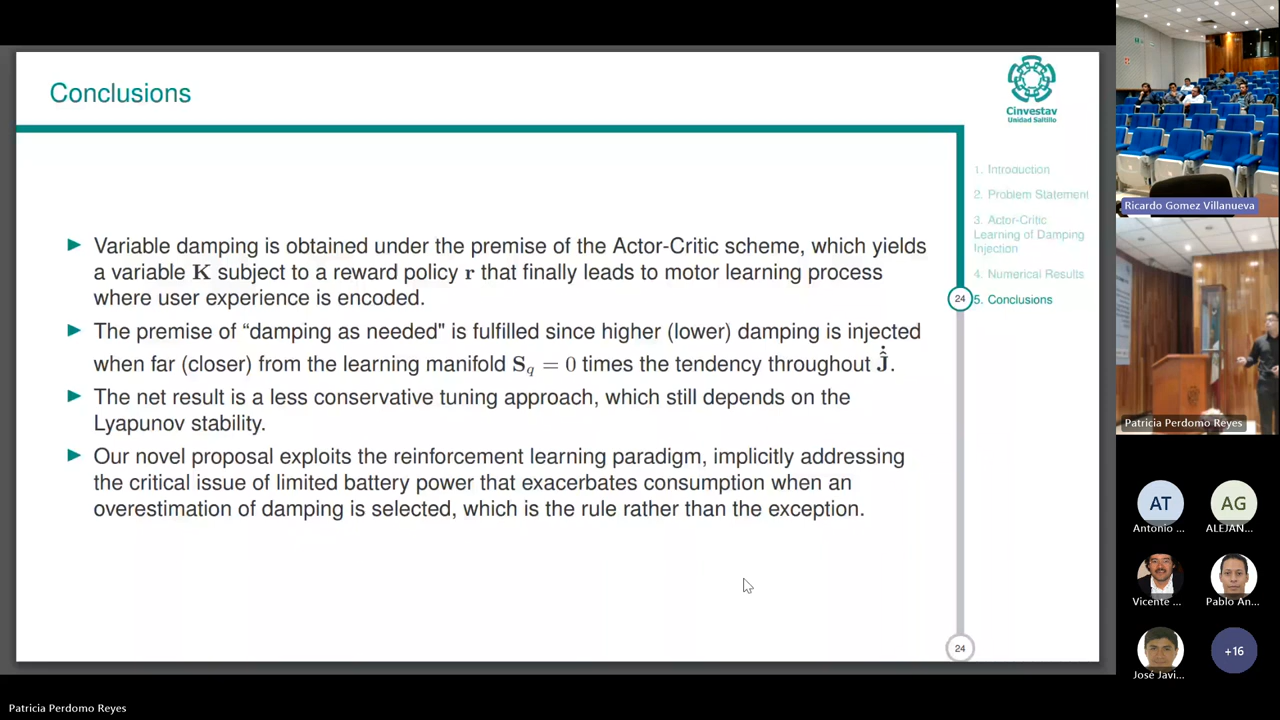 Conclusions
Cinvestav
Unidad Saltillo
1. Introduction
2. Problem Statement
3. Actor-Critic
Learning of Damping
Injection
4. Numerical Results
5. Conclusions
24
Variable damping is obtained under the premise of the Actor-Critic scheme, which yields
a variable K subject to a reward policy r that finally leads to motor learning process
where user experience is encoded.
The premise of “damping as needed" is fulfilled since higher (lower) damping is injected
when far (closer) from the learning manifold S_q = 0 times the tendency throughout \dot{\hat{J}}.
The net result is a less conservative tuning approach, which still depends on the
Lyapunov stability.
Our novel proposal exploits the reinforcement learning paradigm, implicitly addressing
the critical issue of limited battery power that exacerbates consumption when an
overestimation of damping is selected, which is the rule rather than the exception.
24
Ricardo Gomez Villanueva
Patricia Perdomo Reyes
AT
AG
Antonio ...
ALEJAN...
Vicente ...
Pablo An...
José Javi...
+16
Patricia Perdomo Reyes